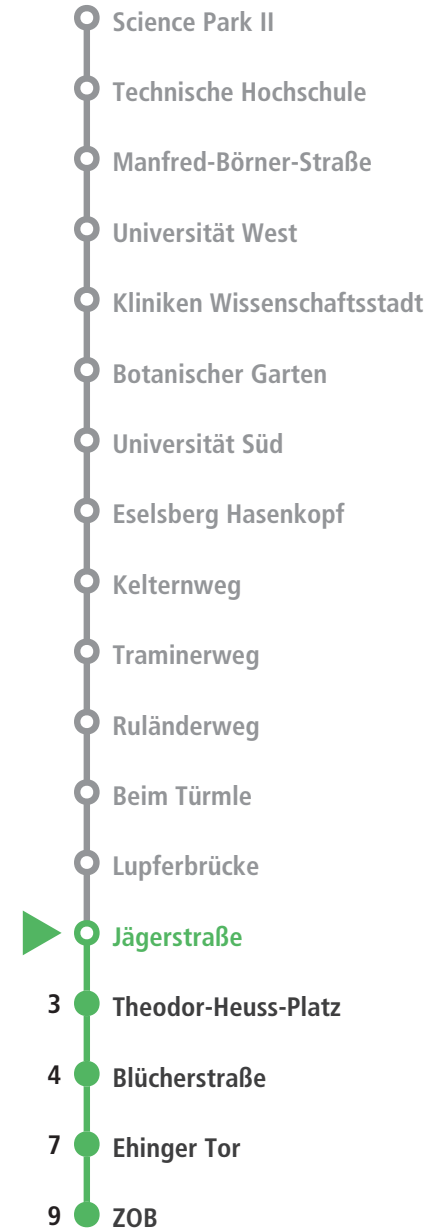 Science Park II
Technische Hochschule
Manfred-Börner-Straße
Universität West
Kliniken Wissenschaftsstadt
Botanischer Garten
Universität Süd
Eselsberg Hasenkopf
Kelternweg
Traminerweg
Ruländerweg
Beim Türmle
Lupferbrücke
Jägerstraße
3 Theodor-Heuss-Platz
4 Blücherstraße
7 Ehinger Tor
9 ZOB